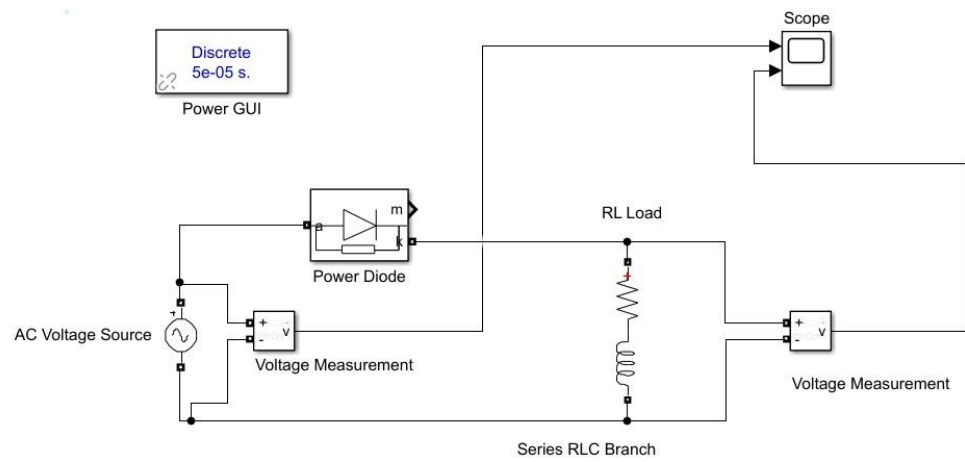 Scope
Discrete
5e-05 s.
Power GUI
m
a
k
RL Load
Power Diode
+
+
AC Voltage Source
+
-
v
Voltage Measurement
+
-
v
Voltage Measurement
Series RLC Branch